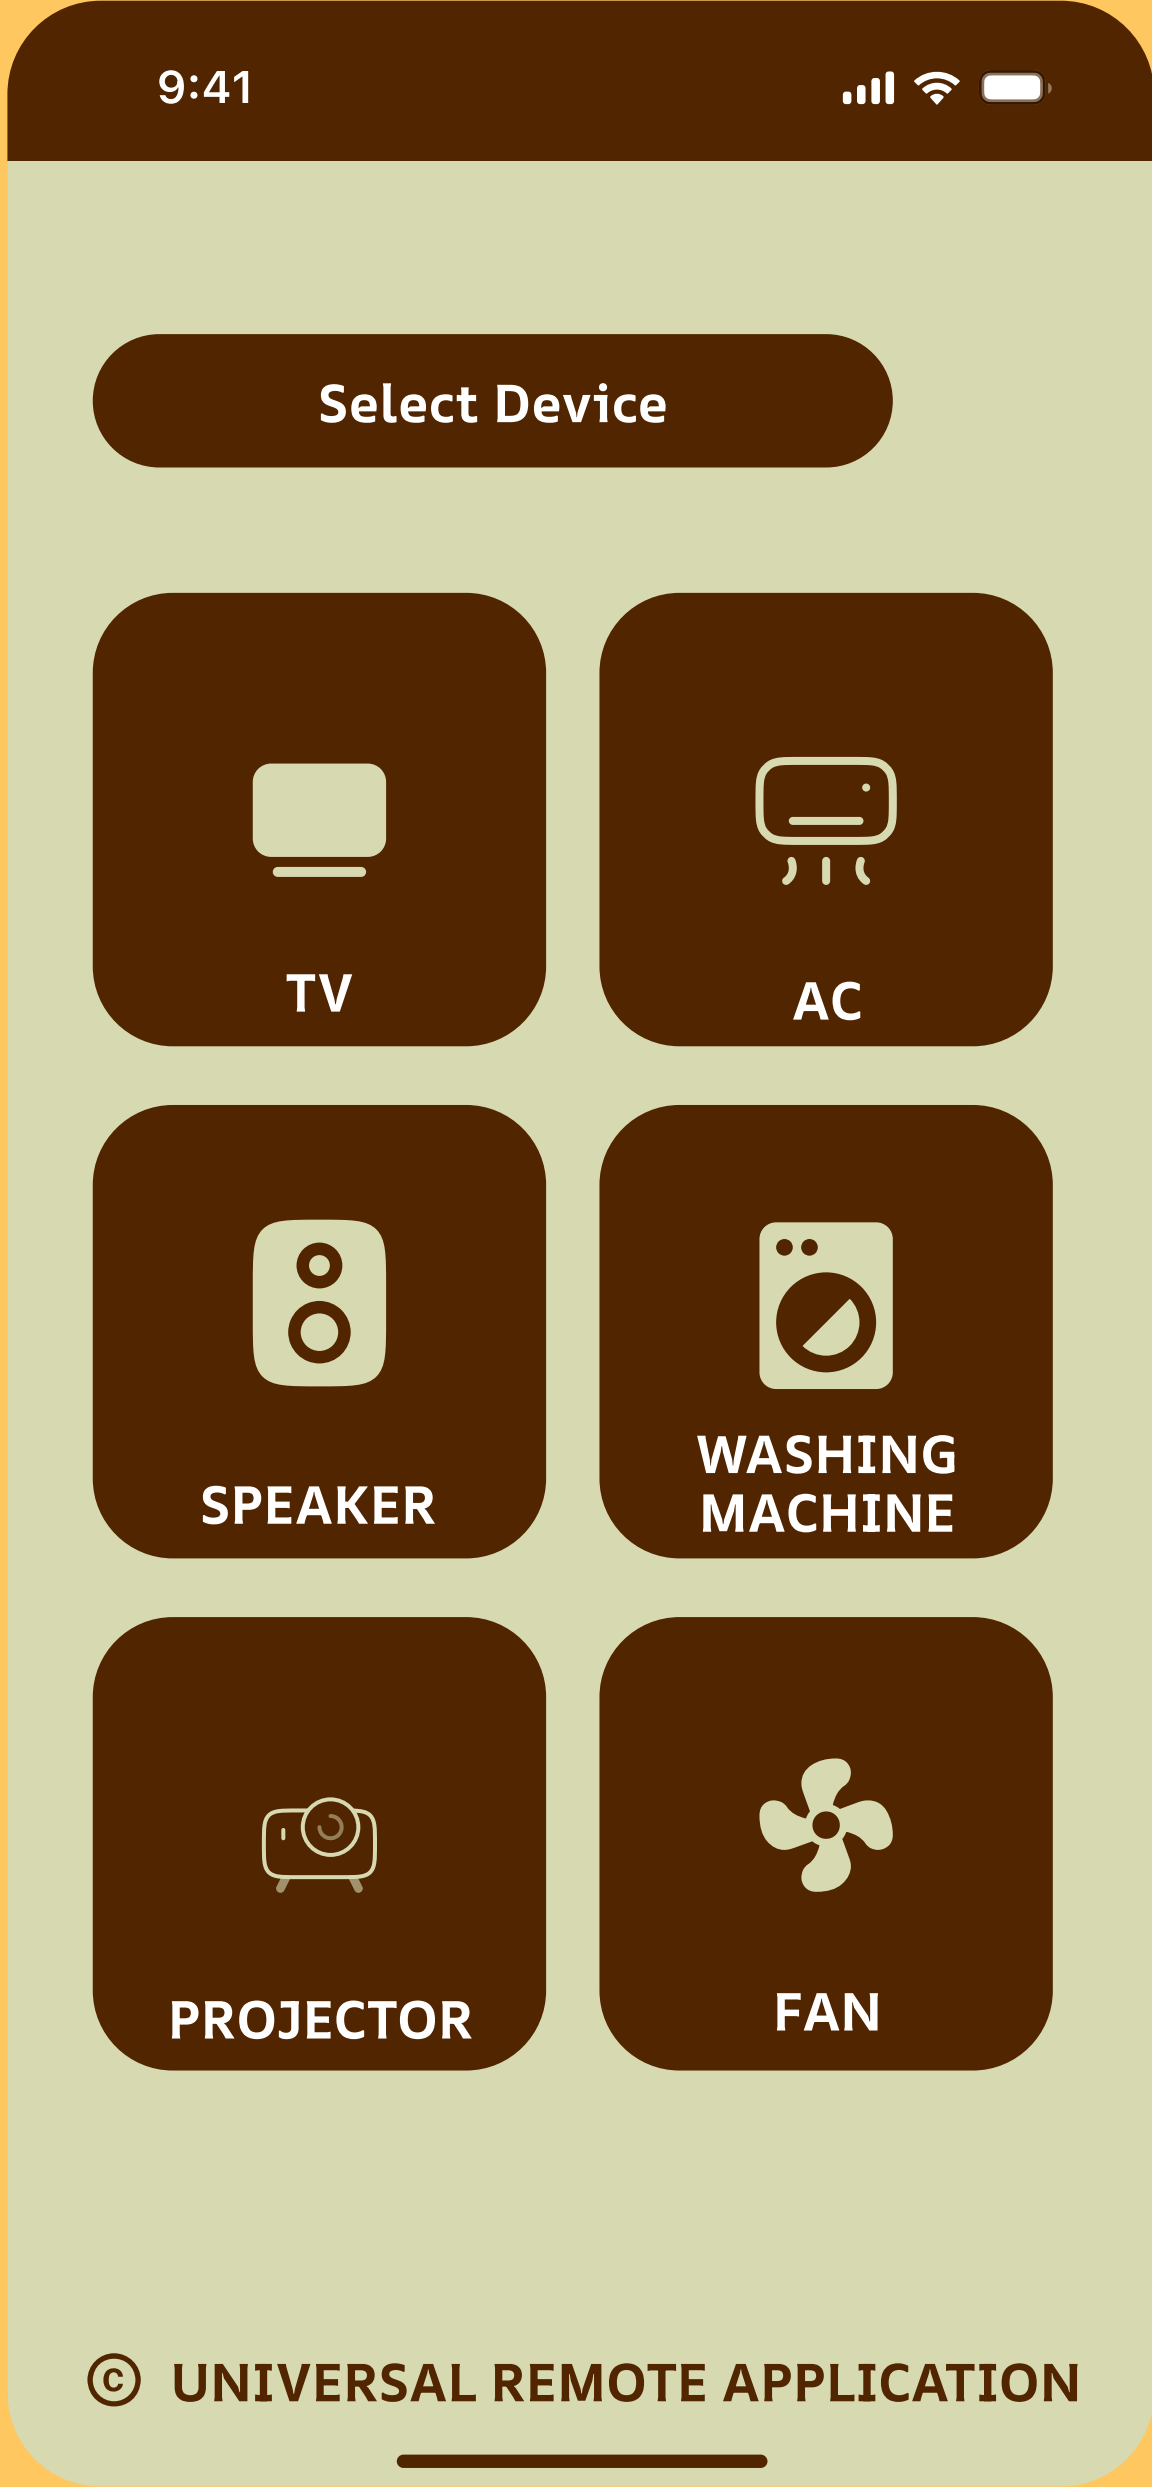 9:41
Select Device
TV
AC
SPEAKER
WASHING
MACHINE
PROJECTOR
FAN
© UNIVERSAL REMOTE APPLICATION